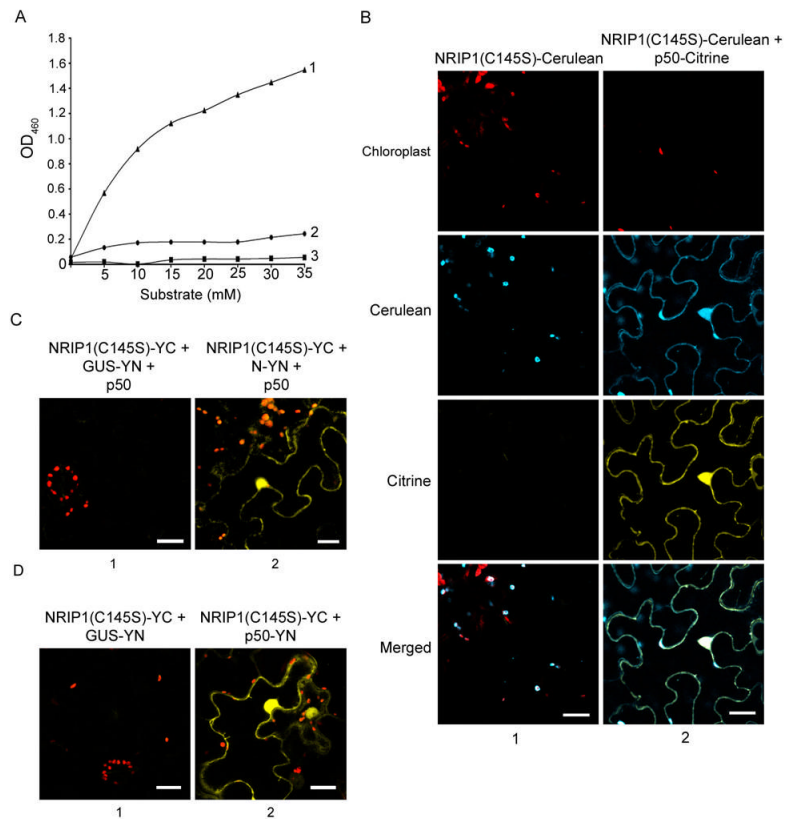 A
1.8
1.6
1.4
1.2
1.0
0.8
0.6
0.4
0.2
0
OD460
5 10 15 20 25 30 35
Substrate (mM)
1
2
3
B
NRIP1(C145S)-Cerulean
NRIP1(C145S)-Cerulean +
p50-Citrine
Chloroplast
Cerulean
Citrine
Merged
1 2
C
NRIP1(C145S)-YC +
GUS-YN +
p50
NRIP1(C145S)-YC +
N-YN +
p50
1 2
D
NRIP1(C145S)-YC +
GUS-YN
NRIP1(C145S)-YC +
p50-YN
1 2